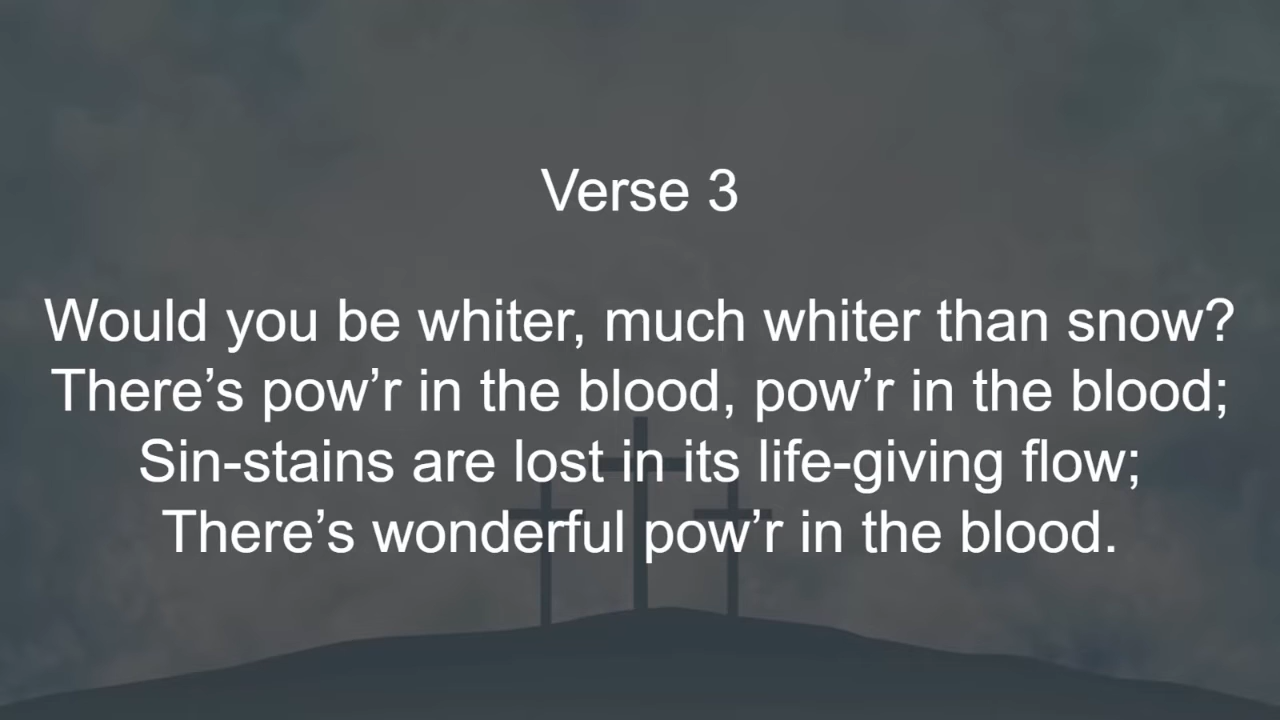 Verse 3
Would you be whiter, much whiter than snow?
There’s pow’r in the blood, pow’r in the blood;
Sin-stains are lost in its life-giving flow;
There’s wonderful pow’r in the blood.